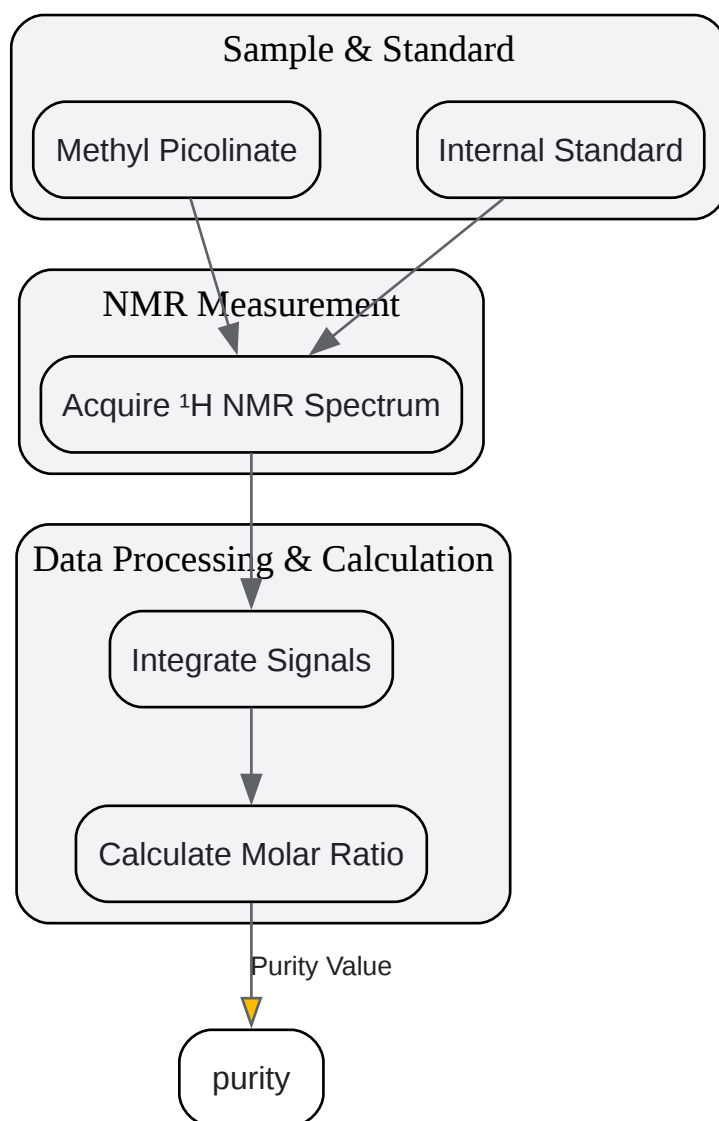 Sample & Standard
Methyl Picolinate
Internal Standard
NMR Measurement
Acquire ¹H NMR Spectrum
Data Processing & Calculation
Integrate Signals
Calculate Molar Ratio
Purity Value
purity